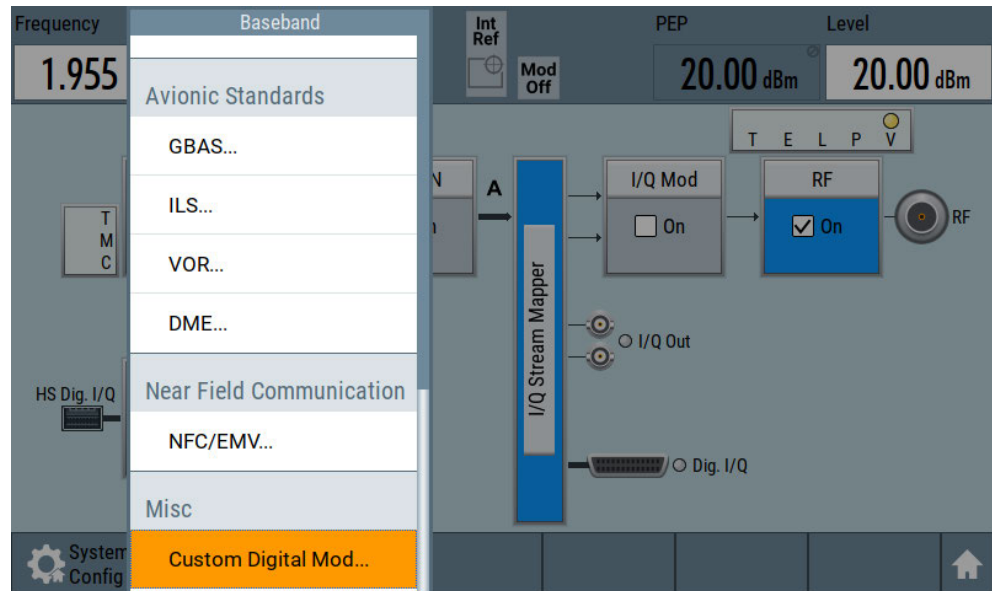 Frequency
Baseband
Int
Ref
PEP
Level
1.955
Mod
Off
20.00 dBm
20.00 dBm
Avionic Standards
GBAS...
ILS...
VOR...
DME...
Near Field Communication
NFC/EMV...
Misc
Custom Digital Mod...
T
M
C
HS Dig. I/Q
N
A
I/Q Stream Mapper
T E L P V
I/Q Mod
On
RF
On
RF
I/Q Out
Dig. I/Q
System
Config